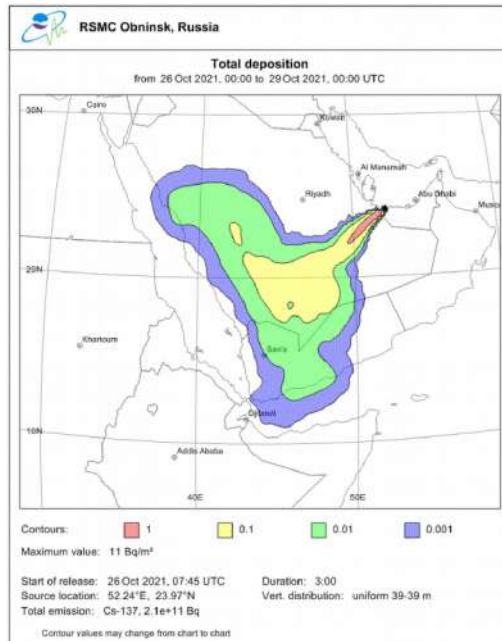 RSMC Obninsk, Russia
Total deposition
from 26 Oct 2021, 00:00 to 29 Oct 2021, 00:00 UTC
30N
Cairo
Kuwait
Al Manamah
Riyadh
Abu Dhabi
20N
Khartoum
San'a
Djibouti
10N
Addis Ababa
40E 50E
Contours: 1 0.1 0.01 0.001
Maximum value: 11 Bq/m²
Start of release: 26 Oct 2021, 07:45 UTC Duration: 3:00
Source location: 52.24°E, 23.97°N Vert. distribution: uniform 39-39 m
Total emission: Cs-137, 2.1e+11 Bq
Contour values may change from chart to chart